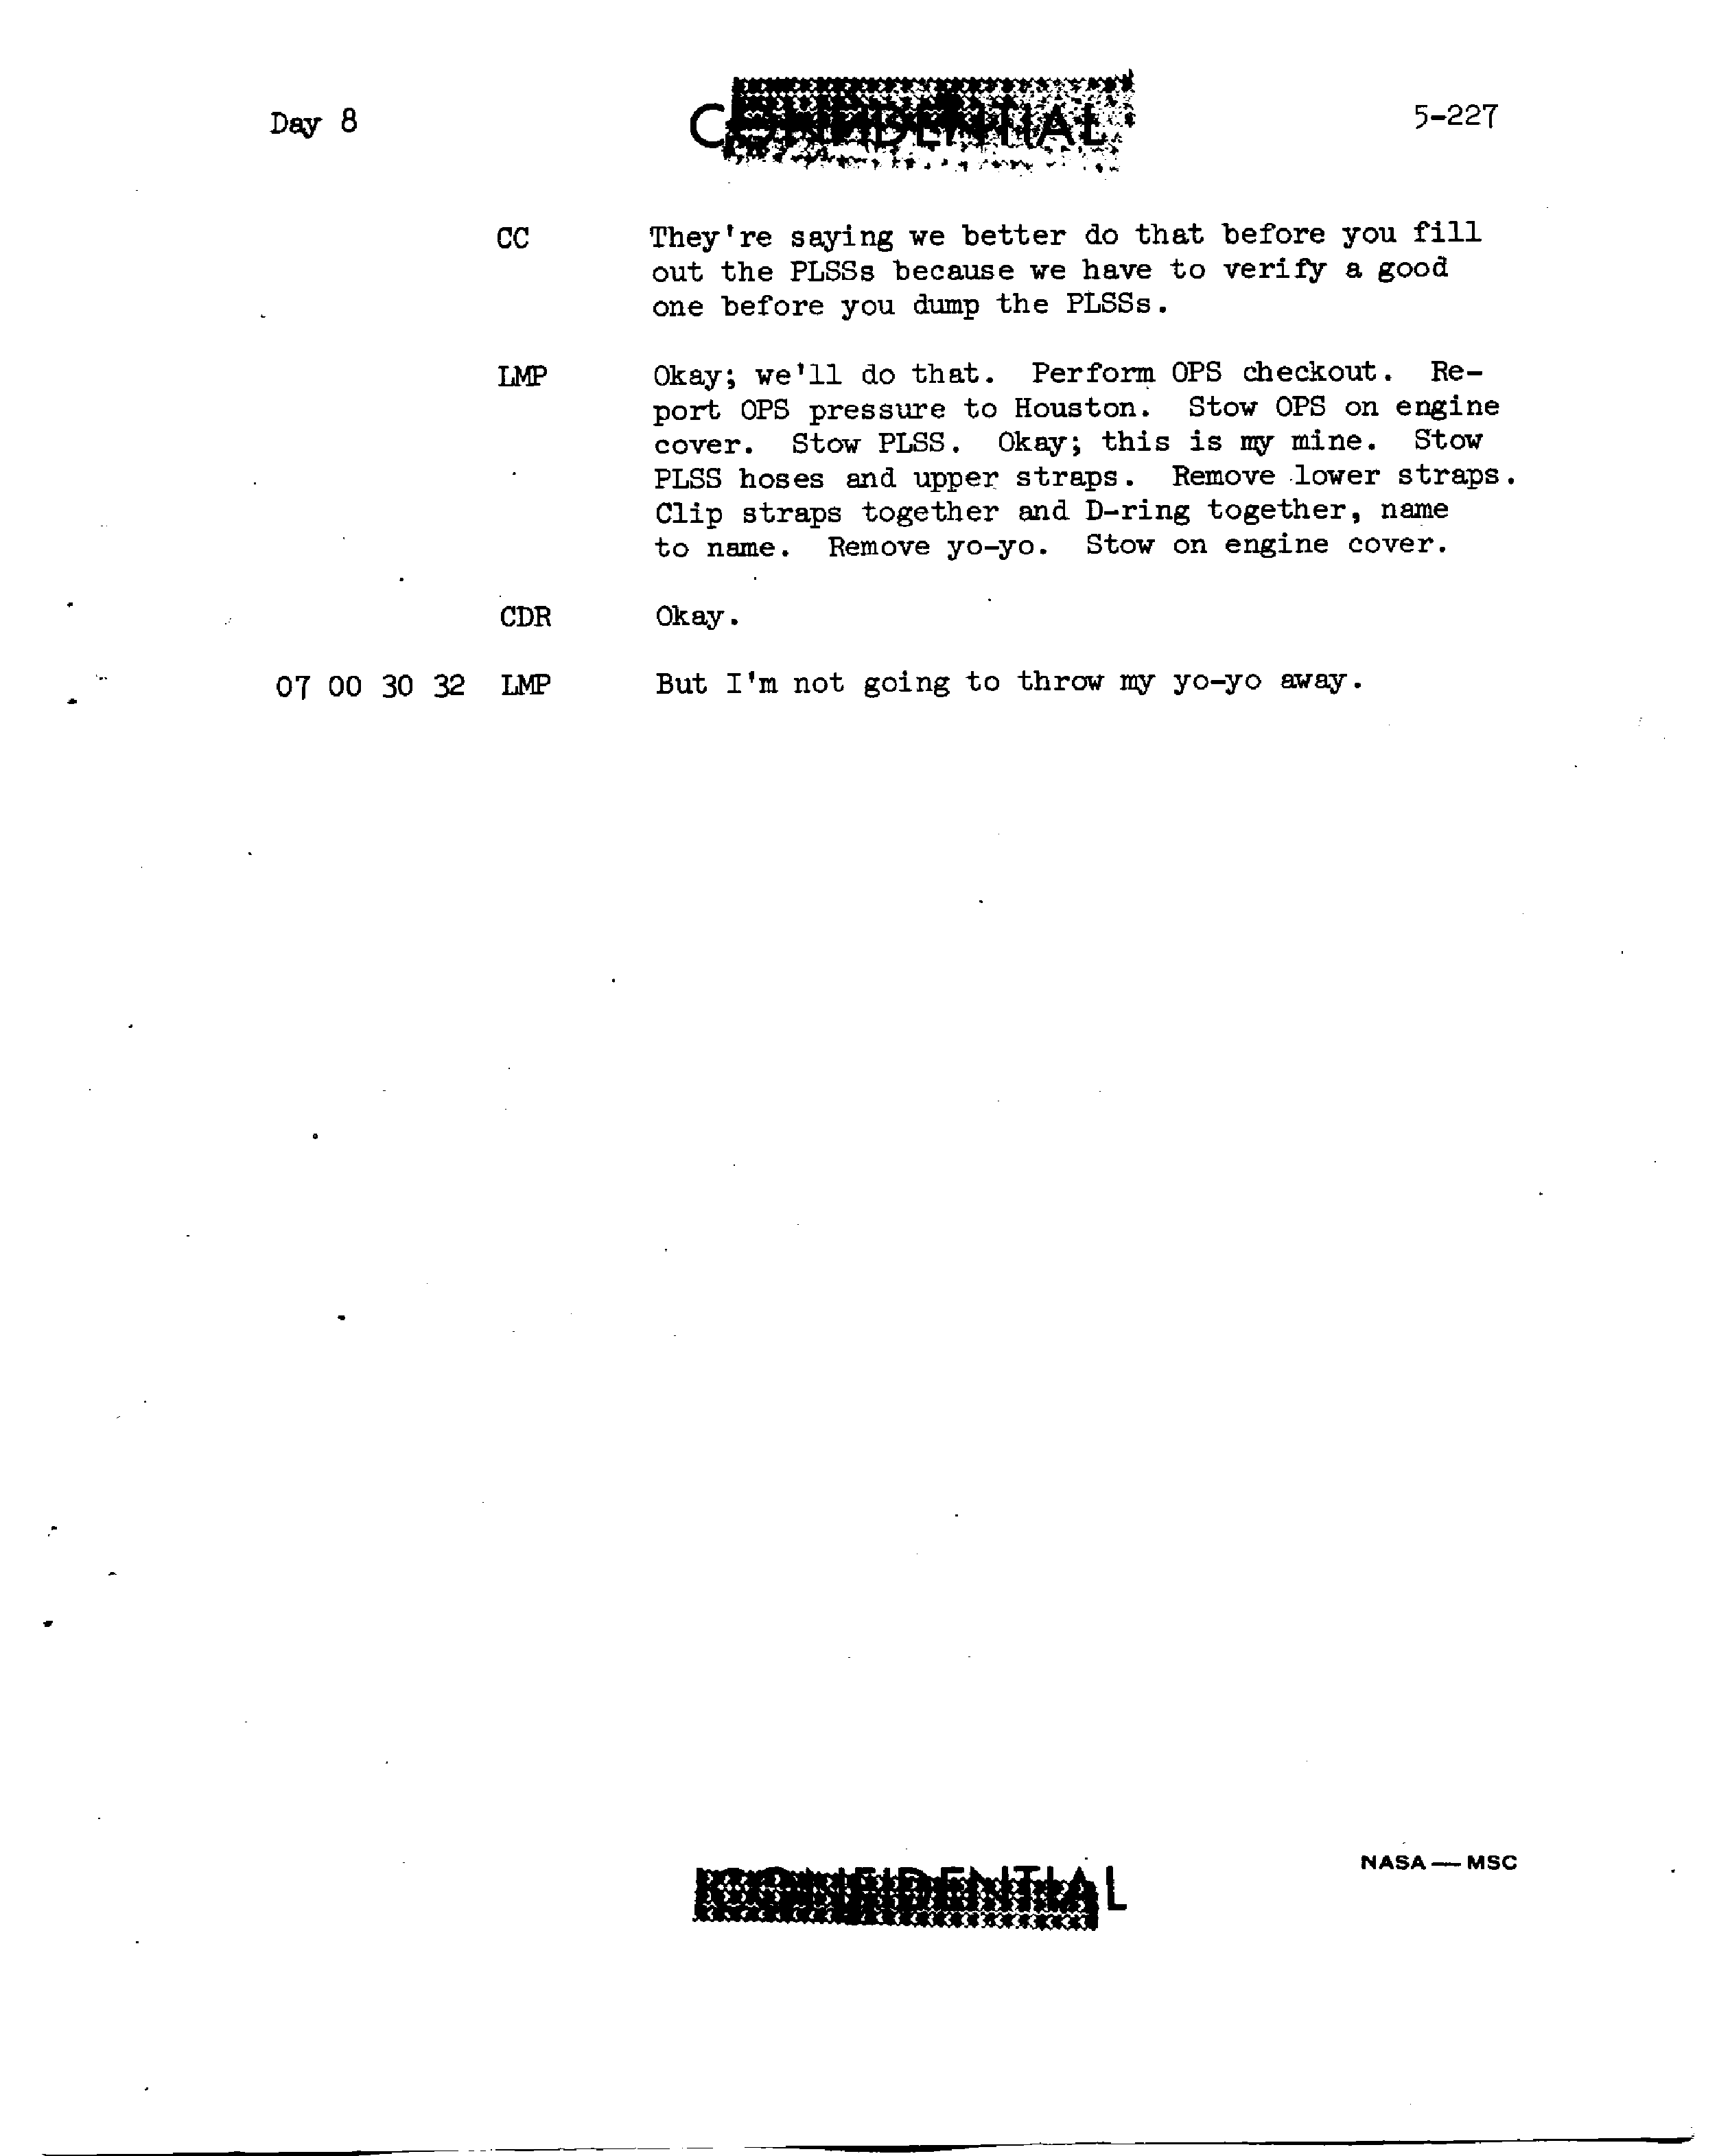 Day 8
CONFIDENTIAL
5-227
CC They're saying we better do that before you fill
out the PLSSs because we have to verify a good
one before you dump the PLSSs.
LMP Okay; we'll do that. Perform OPS checkout. Re-
port OPS pressure to Houston. Stow OPS on engine
cover. Stow PLSS. Okay; this is my mine. Stow
PLSS hoses and upper straps. Remove lower straps.
Clip straps together and D-ring together, name
to name. Remove yo-yo. Stow on engine cover.
CDR Okay.
07 00 30 32 LMP But I'm not going to throw my yo-yo away.
NASA — MSC
CONFIDENTIAL